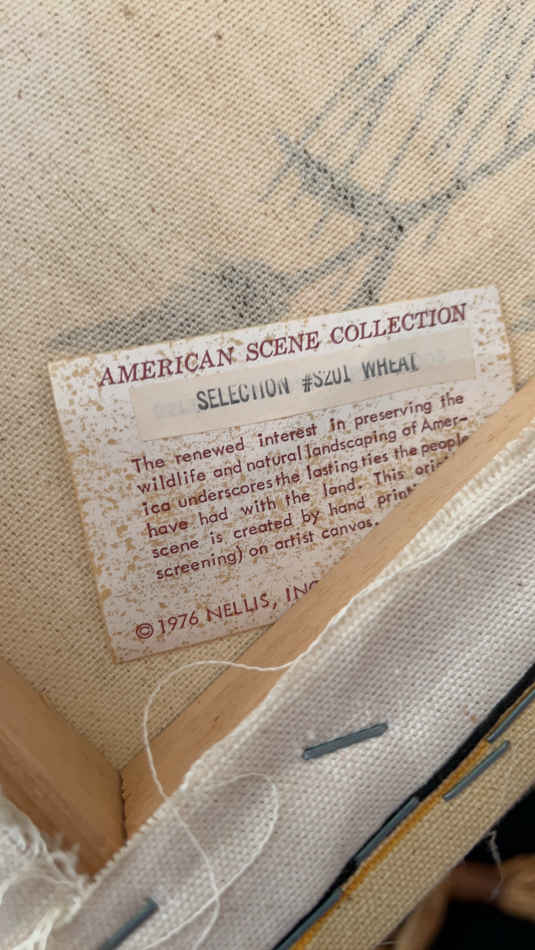 AMERICAN SCENE COLLECTION
SELECTION #S201 WHEAT
The renewed interest in preserving the
wildlife and natural landscaping of Amer-
ica underscores the lasting ties the people
have had with the land. This
scene is created by hand
screening) on artist canvas.
©1976 NELLIS, INC